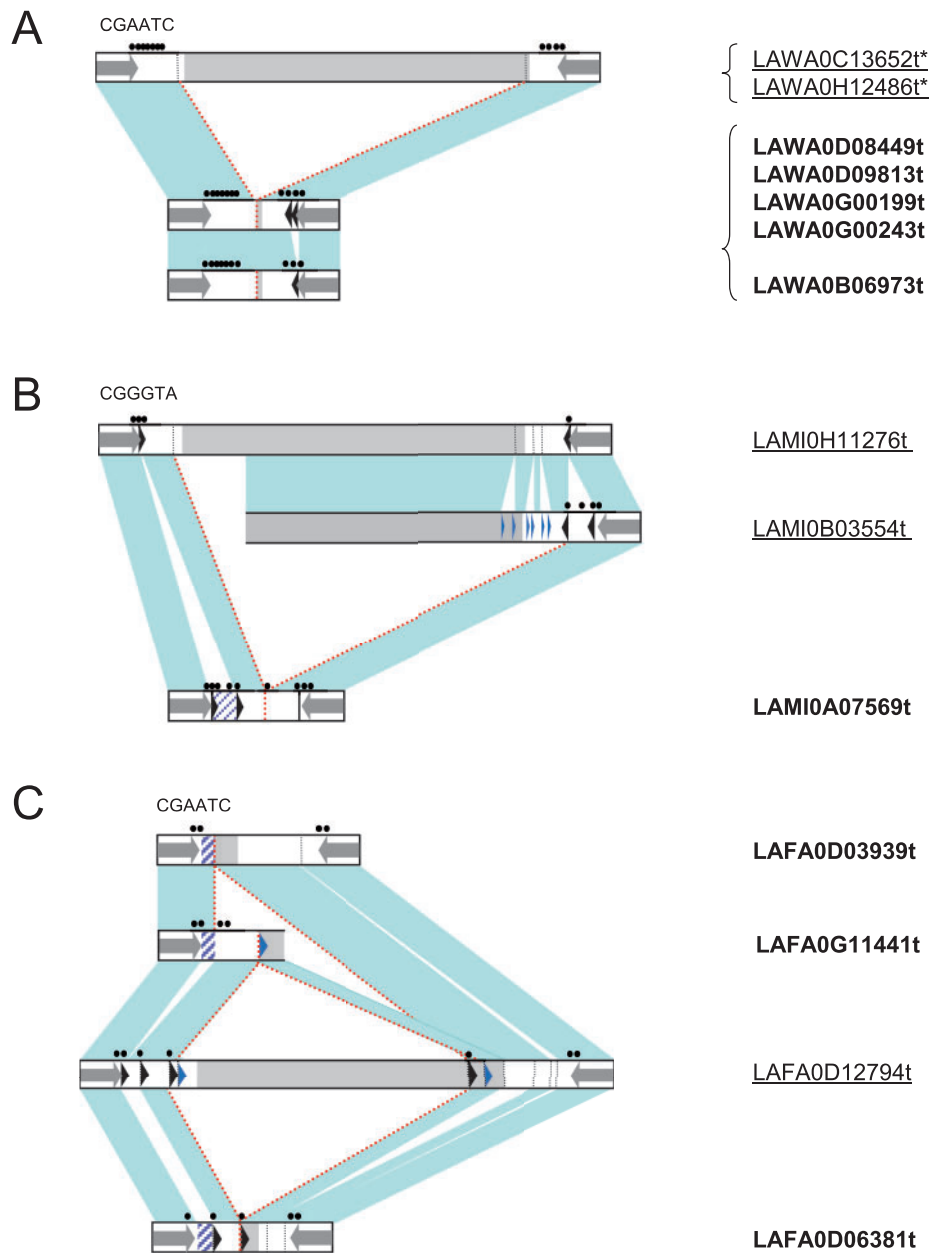 A
CGAATC
LAWA0C13652t*
LAWA0H12486t*
LAWA0D08449t
LAWA0D09813t
LAWA0G00199t
LAWA0G00243t
LAWA0B06973t
B
CGGGTA
LAMI0H11276t
LAMI0B03554t
LAMI0A07569t
C
CGAATC
LAFA0D03939t
LAFA0G11441t
LAFA0D12794t
LAFA0D06381t